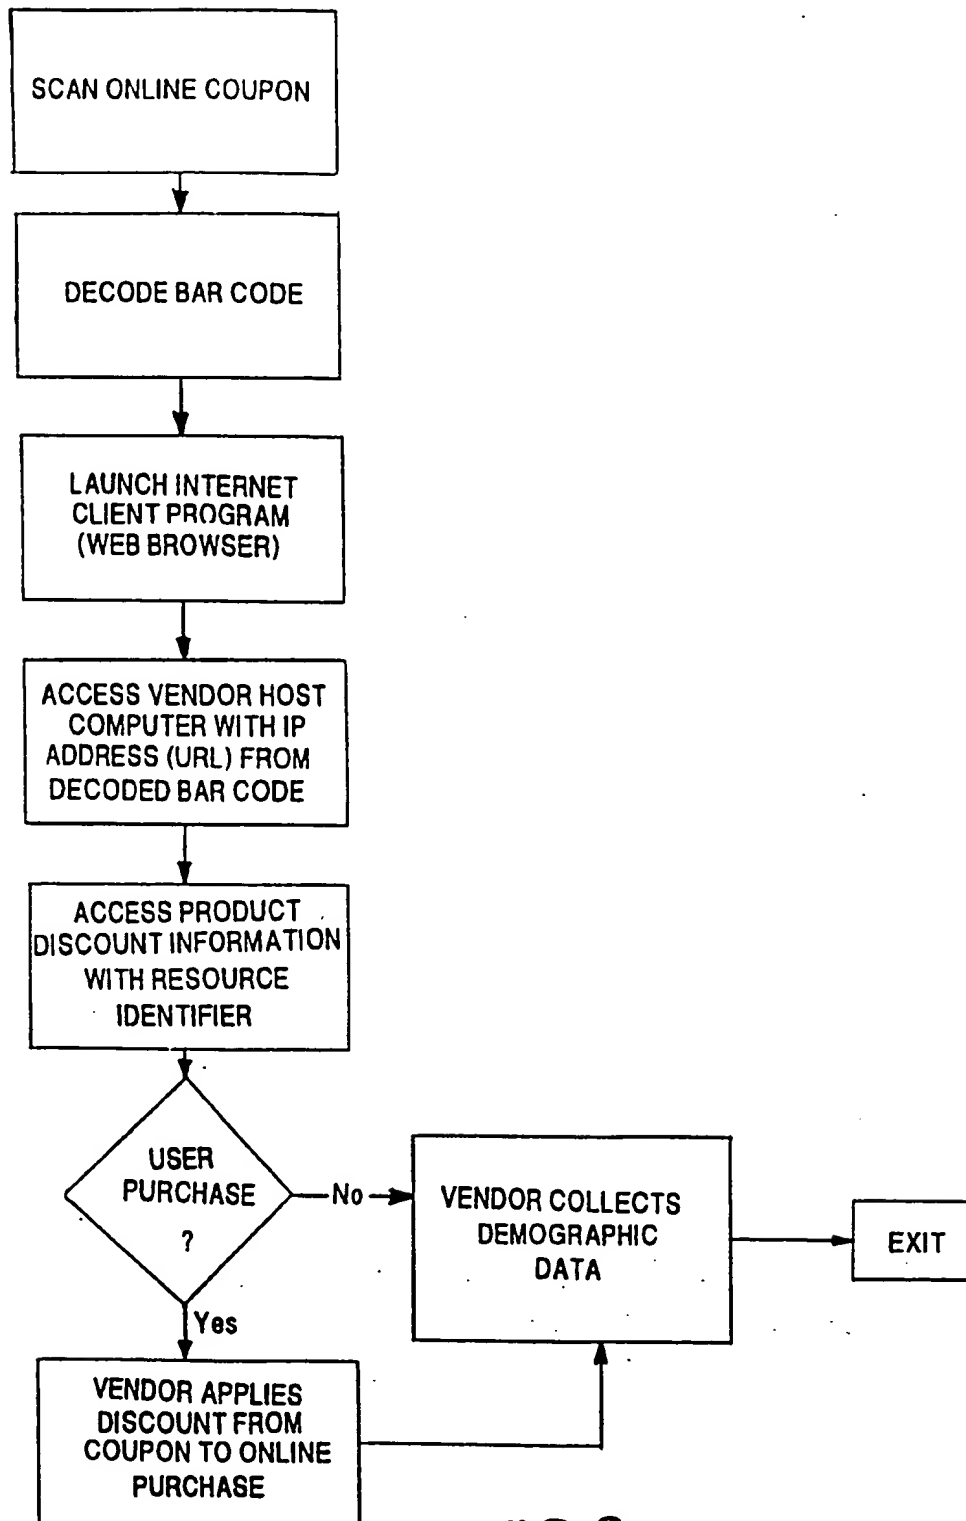 SCAN ONLINE COUPON
DECODE BAR CODE
LAUNCH INTERNET
CLIENT PROGRAM
(WEB BROWSER)
ACCESS VENDOR HOST
COMPUTER WITH IP
ADDRESS (URL) FROM
DECODED BAR CODE
ACCESS PRODUCT
DISCOUNT INFORMATION
WITH RESOURCE
IDENTIFIER
USER
PURCHASE
?
No
VENDOR COLLECTS
DEMOGRAPHIC
DATA
EXIT
Yes
VENDOR APPLIES
DISCOUNT FROM
COUPON TO ONLINE
PURCHASE